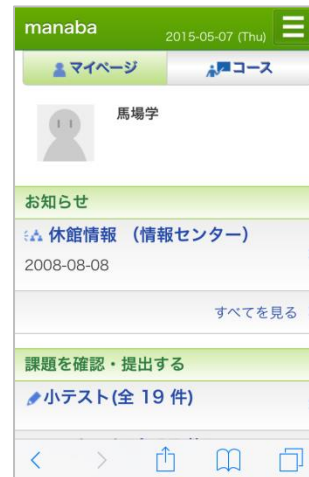 manaba
2015-05-07 (Thu)
マイページ
コース
馬場学
お知らせ
休館情報 （情報センター）
2008-08-08
すべてを見る
課題を確認・提出する
小テスト(全 19 件)